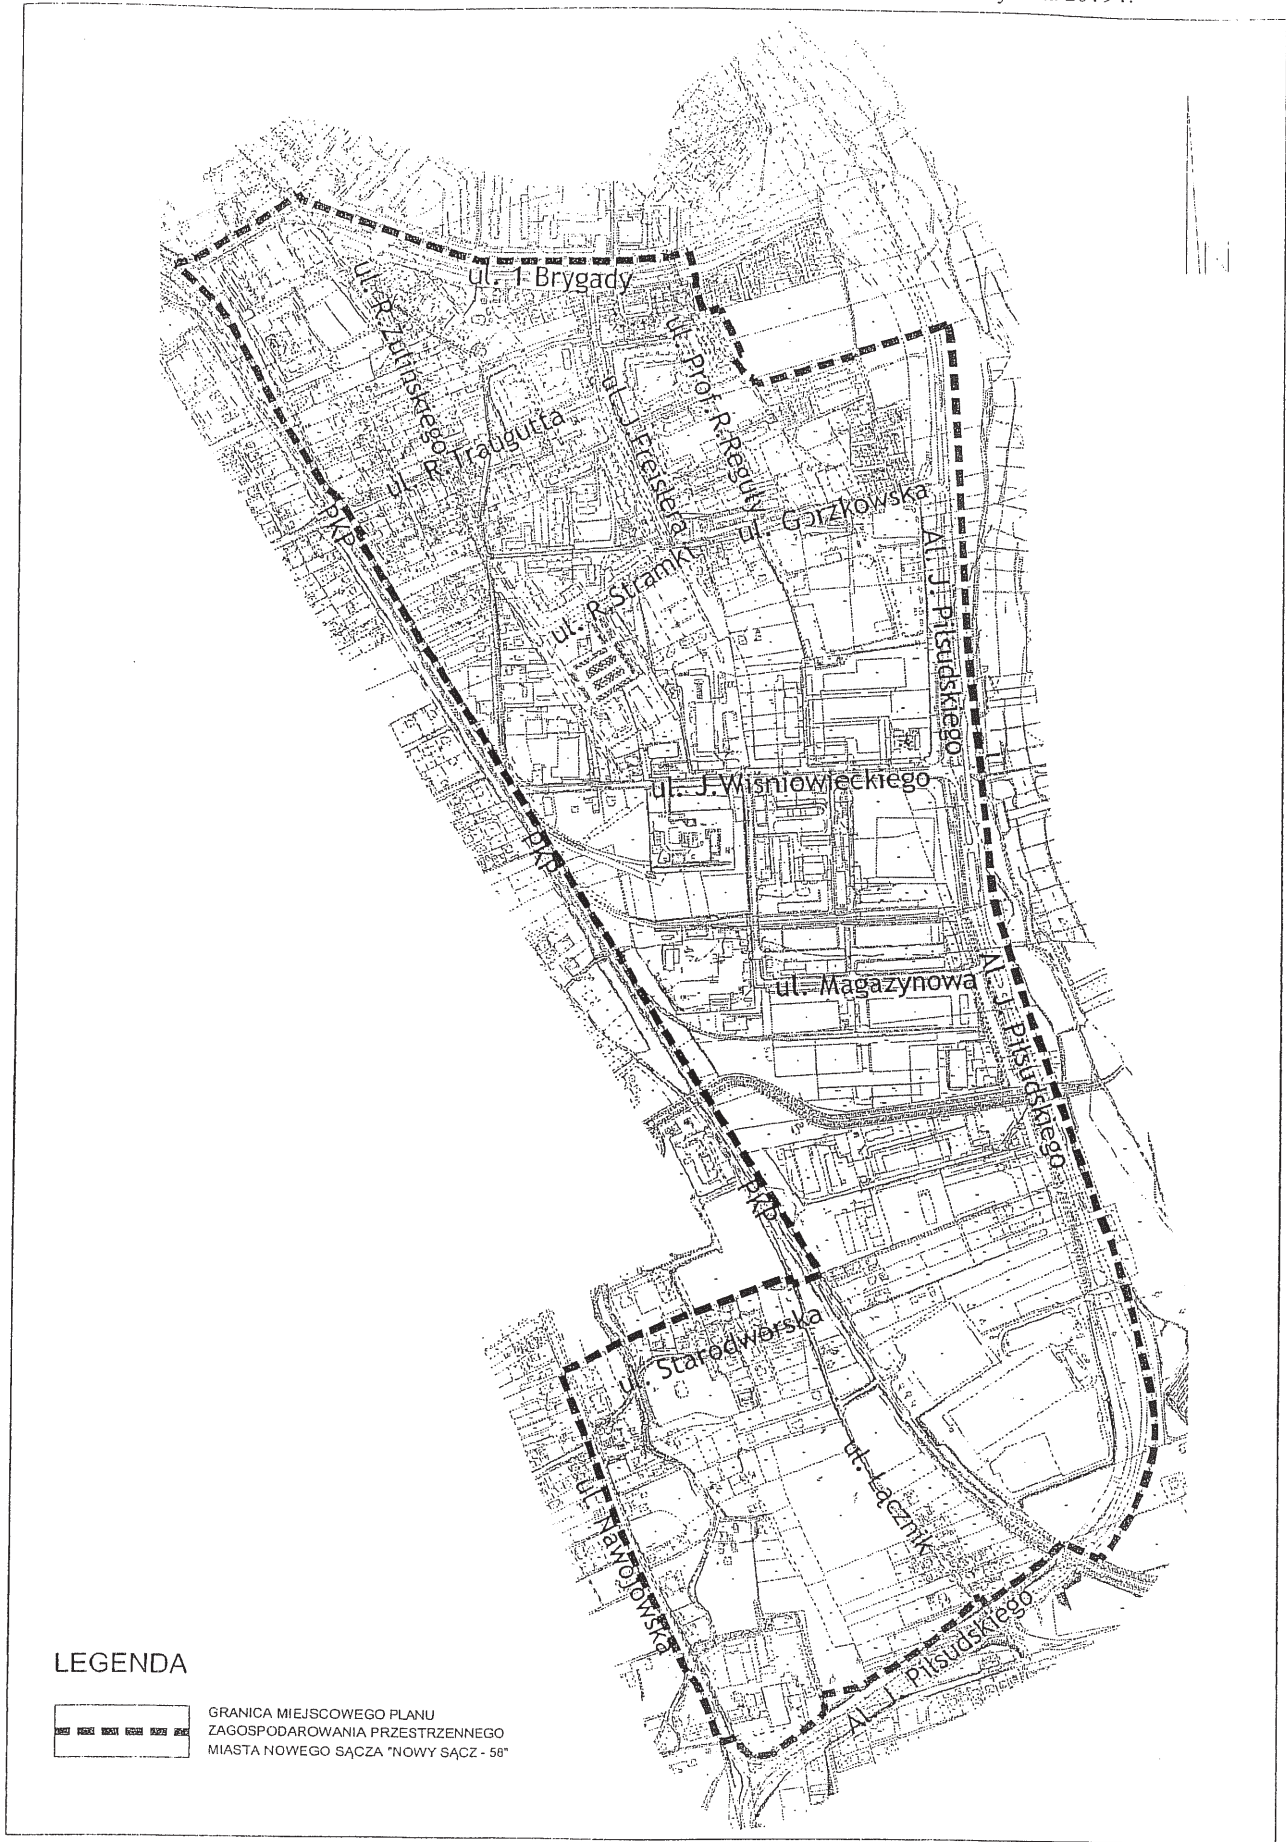 ul. 1 Brygady
ul. R.Zulińskiego
ul. Prof. R.Reguły
ul. J.Freislera
ul. R.Traugutta
PKP
ul. Gorzkowska
Al. J. Piłsudskiego
ul. R.Stramki
ul. J.Wiśniowieckiego
PKP
Al. J. Piłsudskiego
ul. Magazynowa
PKP
ul. Starodworska
ul. Łącznik
ul. Nawojowska
Al. J. Piłsudskiego
LEGENDA
GRANICA MIEJSCOWEGO PLANU
ZAGOSPODAROWANIA PRZESTRZENNEGO
MIASTA NOWEGO SĄCZA "NOWY SĄCZ - 58"